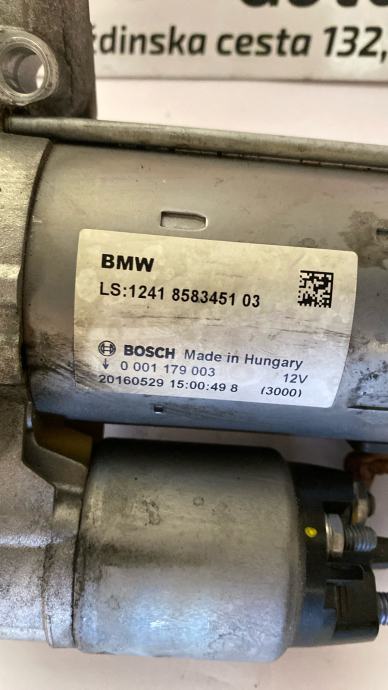 dinska cesta 132,
BMW
LS:1241 8583451 03
BOSCH Made in Hungary
0 001 179 003 12V
20160529 15:00:49 8 (3000)